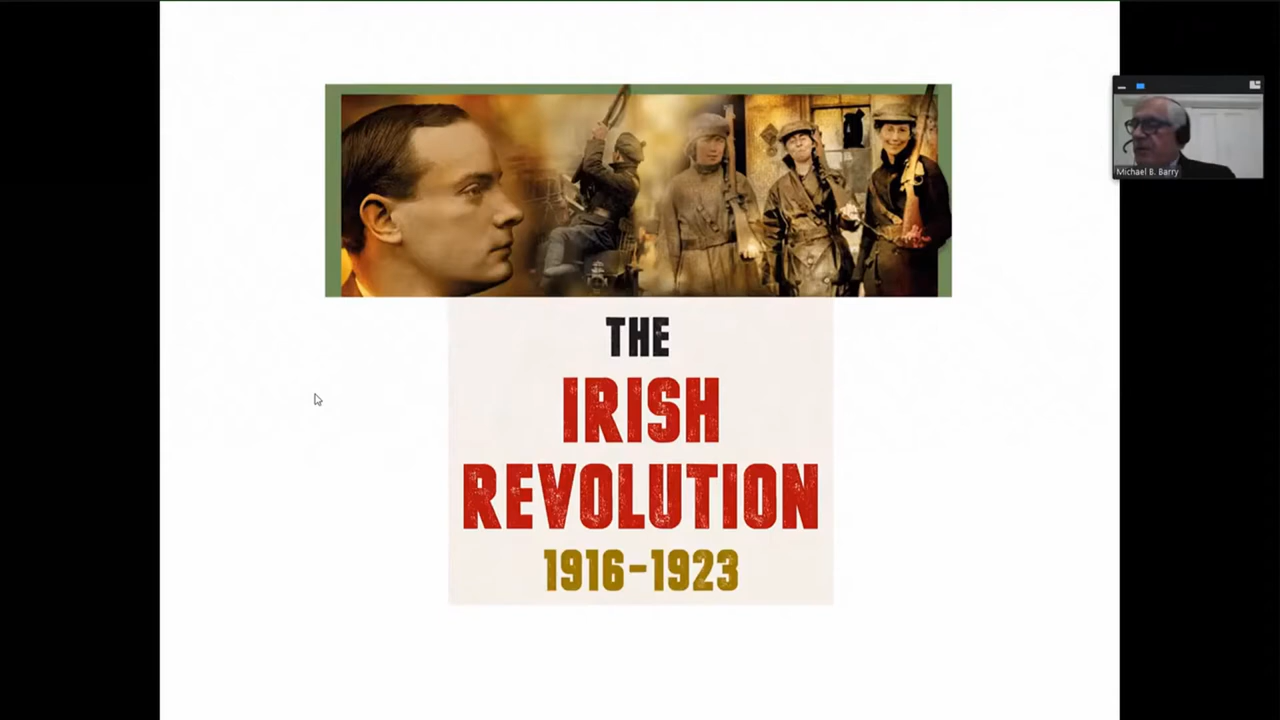 THE
IRISH
REVOLUTION
1916-1923
Michael B. Barry